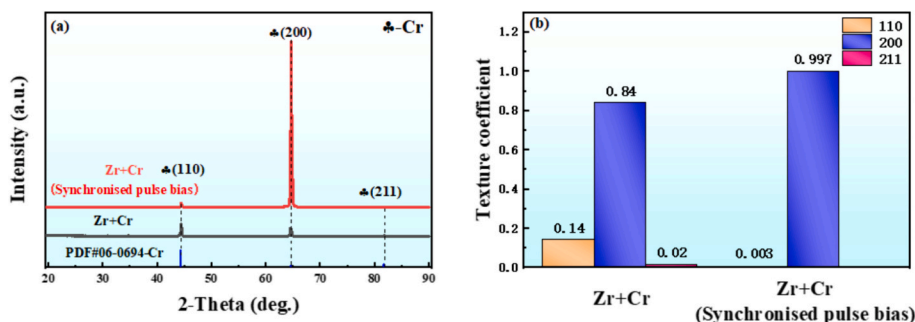 (a)
♣-Cr
♣(200)
Zr+Cr
(Synchronised pulse bias)
♣(110)
♣(211)
Zr+Cr
PDF#06-0694-Cr
Intensity (a.u.)
20 30 40 50 60 70 80 90
2-Theta (deg.)
(b)
110
200
211
Texture coefficient
1.2
1.0
0.8
0.6
0.4
0.2
0.0
0.14
0.84
0.02
0.003
0.997
Zr+Cr
Zr+Cr
(Synchronised pulse bias)